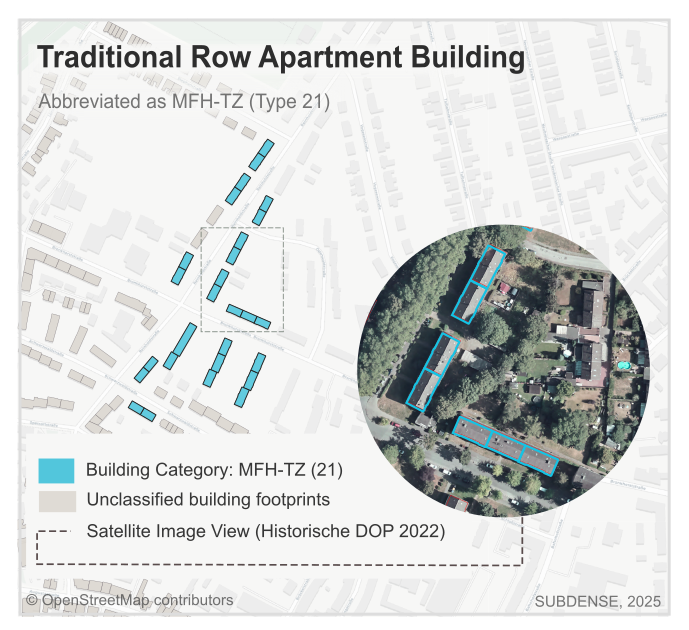 Traditional Row Apartment Building
Abbreviated as MFH-TZ (Type 21)
Building Category: MFH-TZ (21)
Unclassified building footprints
Satellite Image View (Historische DOP 2022)
© OpenStreetMap contributors
SUBDENSE, 2025